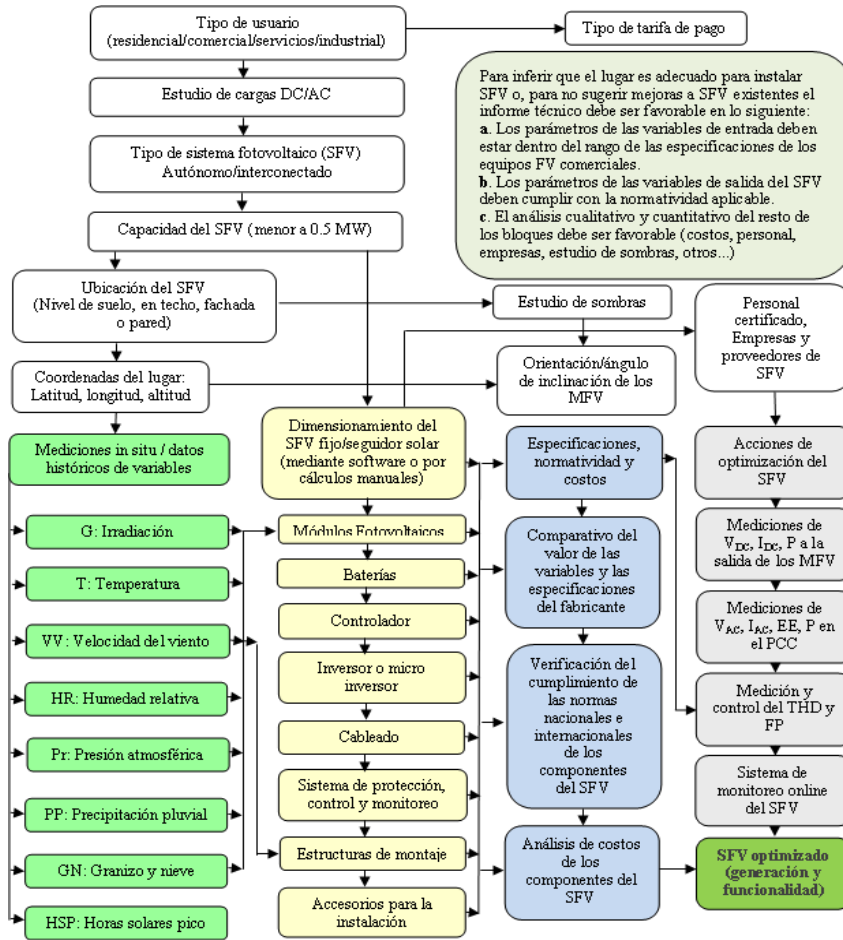 Tipo de usuario
(residencial/comercial/servicios/industrial)
Tipo de tarifa de pago
Estudio de cargas DC/AC
Tipo de sistema fotovoltaico (SFV)
Autónomo/interconectado
Capacidad del SFV (menor a 0.5 MW)
Para inferir que el lugar es adecuado para instalar
SFV o, para no sugerir mejoras a SFV existentes el
informe técnico debe ser favorable en lo siguiente:
a. Los parámetros de las variables de entrada deben
estar dentro del rango de las especificaciones de los
equipos FV comerciales.
b. Los parámetros de las variables de salida del SFV
deben cumplir con la normatividad aplicable.
c. El análisis cualitativo y cuantitativo del resto de
los bloques debe ser favorable (costos, personal,
empresas, estudio de sombras, otros...)
Ubicación del SFV
(Nivel de suelo, en techo, fachada
o pared)
Estudio de sombras
Personal
certificado,
Empresas y
proveedores de
SFV
Coordenadas del lugar:
Latitud, longitud, altitud
Orientación/ángulo
de inclinación de los
MFV
Mediciones in situ / datos
históricos de variables
G: Irradiación
T: Temperatura
VV: Velocidad del viento
HR: Humedad relativa
Pr: Presión atmosférica
PP: Precipitación pluvial
GN: Granizo y nieve
HSP: Horas solares pico
Dimensionamiento del
SFV fijo/seguidor solar
(mediante software o por
cálculos manuales)
Módulos Fotovoltaicos
Baterías
Controlador
Inversor o micro
inversor
Cableado
Sistema de protección,
control y monitoreo
Estructuras de montaje
Accesorios para la
instalación
Especificaciones,
normatividad y
costos
Comparativo del
valor de las
variables y las
especificaciones
del fabricante
Verificación del
cumplimiento de
las normas
nacionales e
internacionales
de los
componentes del
SFV
Análisis de costos
de los
componentes del
SFV
Acciones de
optimización del
SFV
Mediciones de
VDC, IDC, P a la
salida de los MFV
Mediciones de
VAC, IAC, EE, P en
el PCC
Medición y
control del THD y
FP
Sistema de
monitoreo online
del SFV
SFV optimizado
(generación y
funcionalidad)